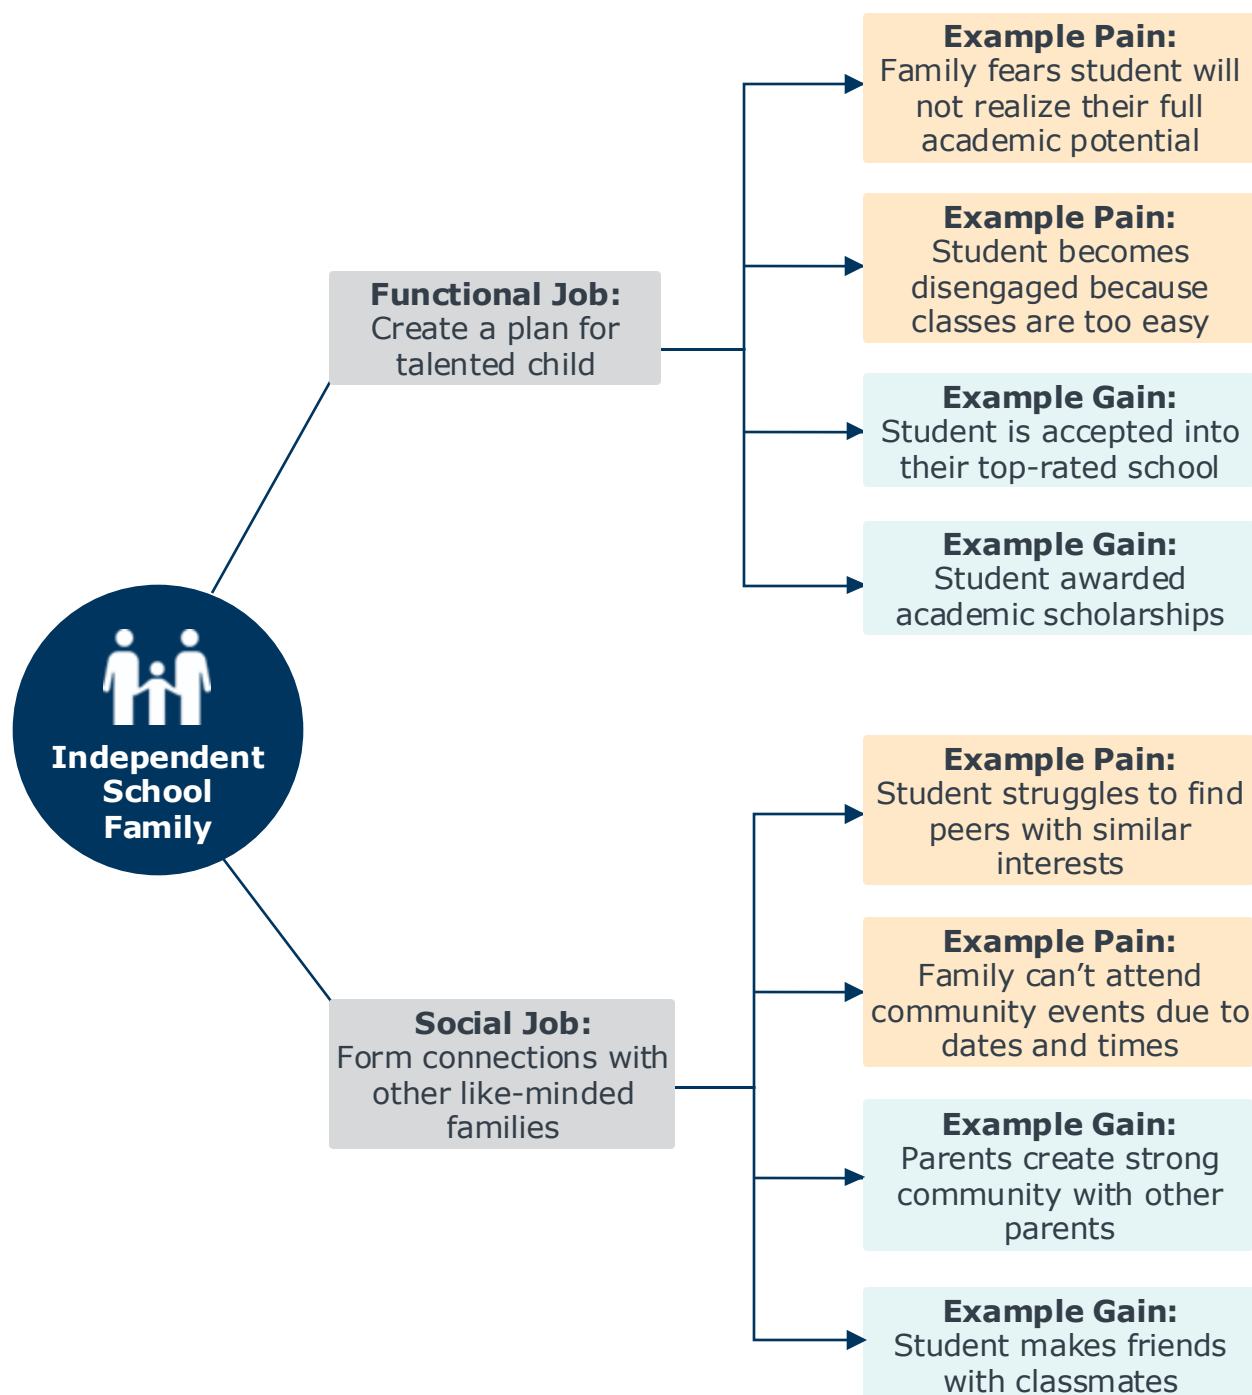 Example Pain:
Family fears student will
not realize their full
academic potential
Example Pain:
Student becomes
disengaged because
classes are too easy
Functional Job:
Create a plan for
talented child
Example Gain:
Student is accepted into
their top-rated school
Example Gain:
Student awarded
academic scholarships
Independent
School
Family
Example Pain:
Student struggles to find
peers with similar
interests
Example Pain:
Family can’t attend
community events due to
dates and times
Social Job:
Form connections with
other like-minded
families
Example Gain:
Parents create strong
community with other
parents
Example Gain:
Student makes friends
with classmates